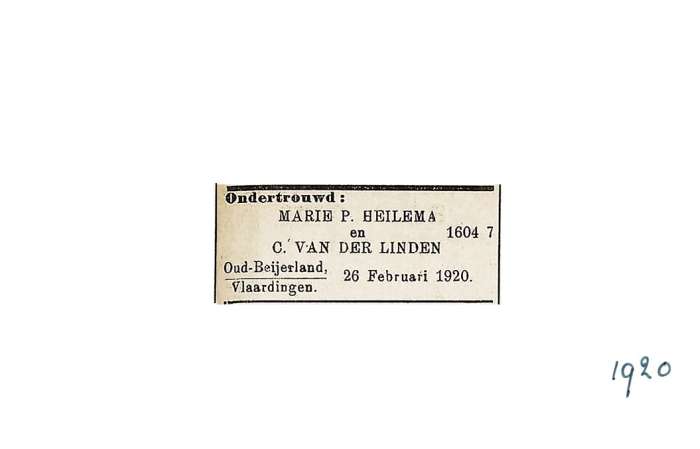 Ondertrouwd:
MARIE P. HEILEMA
en
1604 7
C. VAN DER LINDEN
Oud-Beijerland,
Vlaardingen.
26 Februari 1920.
1920